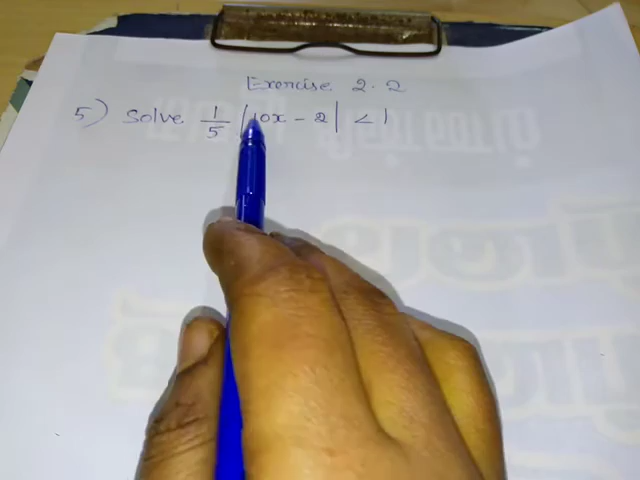 Exercise 2.2
5) Solve 1/5 |10x - 2| < 1